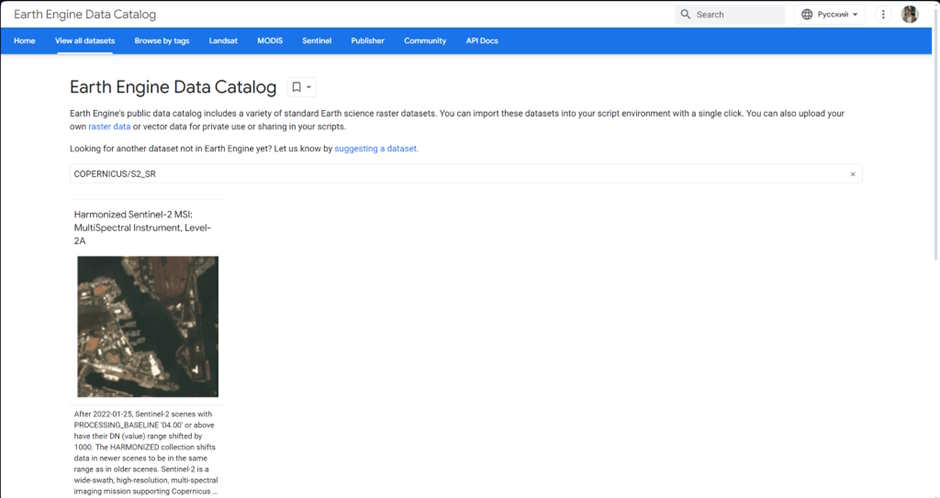 Earth Engine Data Catalog
Search
Русский
Home View all datasets Browse by tags Landsat MODIS Sentinel Publisher Community API Docs
Earth Engine Data Catalog
Earth Engine's public data catalog includes a variety of standard Earth science raster datasets. You can import these datasets into your script environment with a single click. You can also upload your
own raster data or vector data for private use or sharing in your scripts.
Looking for another dataset not in Earth Engine yet? Let us know by suggesting a dataset.
COPERNICUS/S2_SR
Harmonized Sentinel-2 MSI:
MultiSpectral Instrument, Level-
2A
After 2022-01-25, Sentinel-2 scenes with
PROCESSING_BASELINE '04.00' or above
have their DN (value) range shifted by
1000. The HARMONIZED collection shifts
data in newer scenes to be in the same
range as in older scenes. Sentinel-2 is a
wide-swath, high-resolution, multi-spectral
imaging mission supporting Copernicus ...